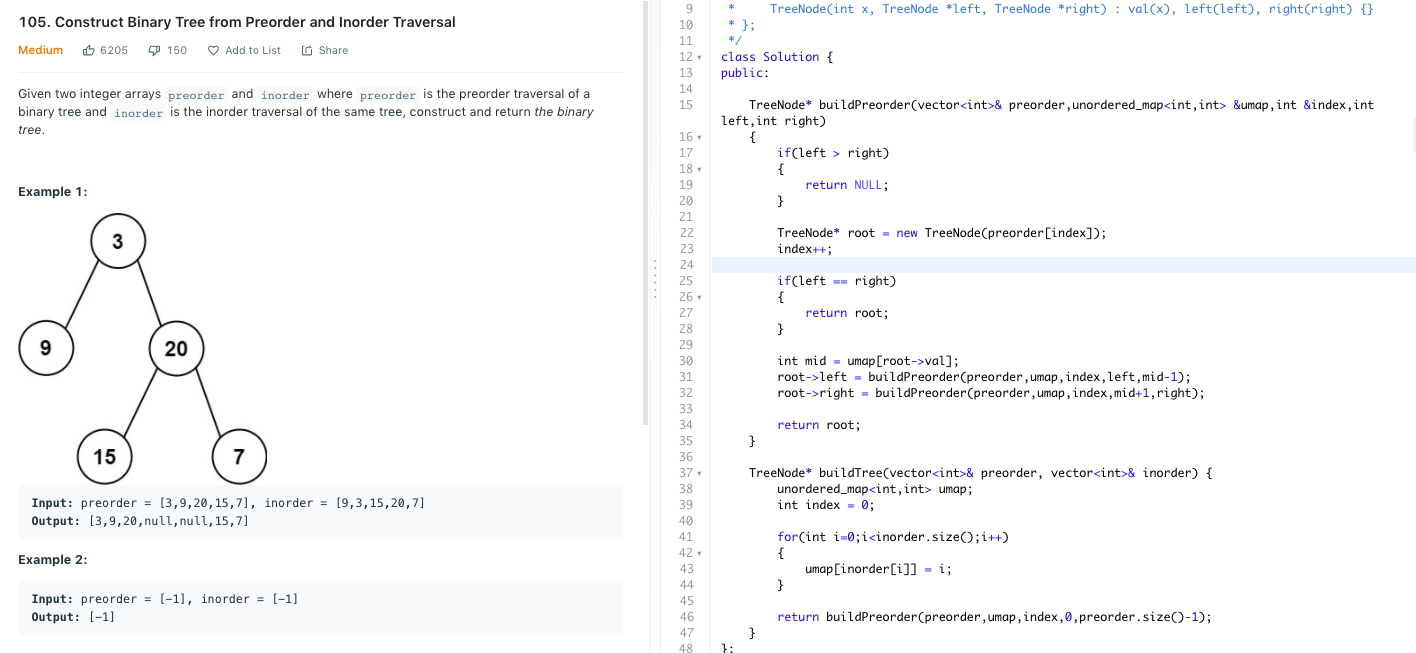 105. Construct Binary Tree from Preorder and Inorder Traversal
Medium 6205 150 Add to List Share
Given two integer arrays preorder and inorder where preorder is the preorder traversal of a
binary tree and inorder is the inorder traversal of the same tree, construct and return the binary
tree.
Example 1:
3
9
20
15
7
Input: preorder = [3,9,20,15,7], inorder = [9,3,15,20,7]
Output: [3,9,20,null,null,15,7]
Example 2:
Input: preorder = [-1], inorder = [-1]
Output: [-1]
9 * TreeNode(int x, TreeNode *left, TreeNode *right) : val(x), left(left), right(right) {}
10 * };
11 */
12 class Solution {
13 public:
14
15 TreeNode* buildPreorder(vector<int>& preorder,unordered_map<int,int> &umap,int &index,int
left,int right)
16 {
17 if(left > right)
18 {
19 return NULL;
20 }
21
22 TreeNode* root = new TreeNode(preorder[index]);
23 index++;
24
25 if(left == right)
26 {
27 return root;
28 }
29
30 int mid = umap[root->val];
31 root->left = buildPreorder(preorder,umap,index,left,mid-1);
32 root->right = buildPreorder(preorder,umap,index,mid+1,right);
33
34 return root;
35 }
36
37 TreeNode* buildTree(vector<int>& preorder, vector<int>& inorder) {
38 unordered_map<int,int> umap;
39 int index = 0;
40
41 for(int i=0;i<inorder.size();i++)
42 {
43 umap[inorder[i]] = i;
44 }
45
46 return buildPreorder(preorder,umap,index,0,preorder.size()-1);
47 }
48 };